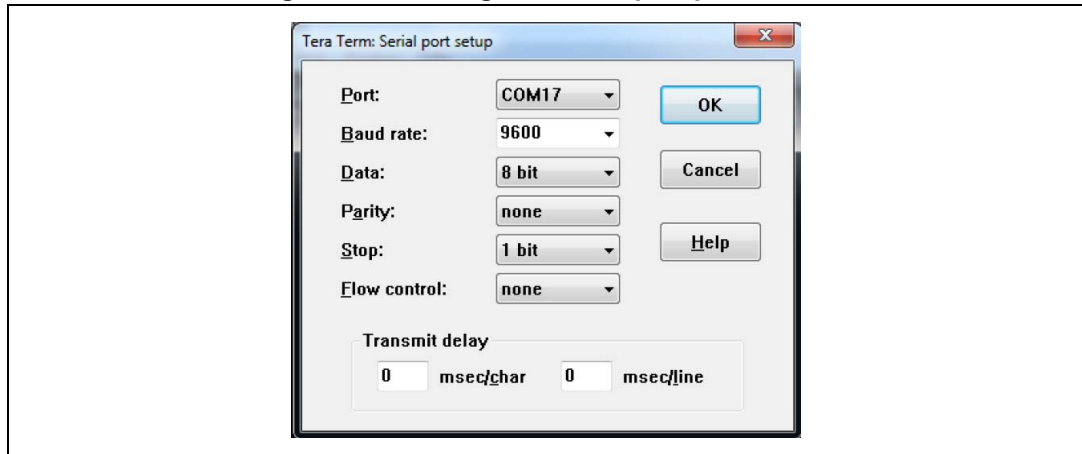 Tera Term: Serial port setup
Port: COM17
OK
Baud rate: 9600
Data: 8 bit
Cancel
Parity: none
Stop: 1 bit
Help
Flow control: none
Transmit delay
0 msec/char 0 msec/line